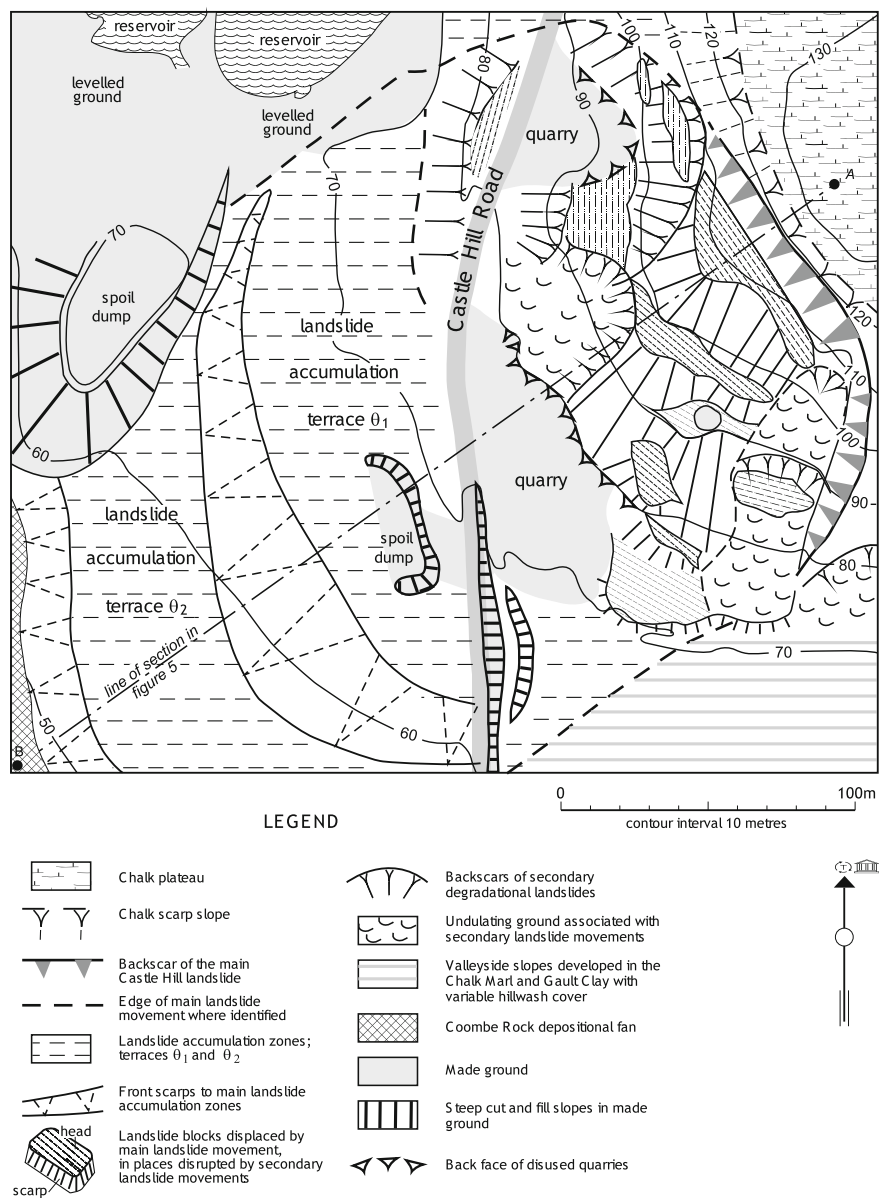 reservoir
reservoir
levelled
ground
levelled
ground
80
90
100
110
120
130
quarry
A
70
Castle Hill Road
70
spoil
dump
landslide
accumulation
terrace θ1
120
110
100
90
80
70
60
quarry
spoil
dump
landslide
accumulation
terrace θ2
line of section in
figure 5
50
60
B
0
100m
contour interval 10 metres
LEGEND
Chalk plateau
Chalk scarp slope
Backscar of the main
Castle Hill landslide
Edge of main landslide
movement where identified
Landslide accumulation zones;
terraces θ1 and θ2
Front scarps to main landslide
accumulation zones
head
scarp
Landslide blocks displaced by
main landslide movement,
in places disrupted by secondary
landslide movements
Backscars of secondary
degradational landslides
Undulating ground associated with
secondary landslide movements
Valleyside slopes developed in the
Chalk Marl and Gault Clay with
variable hillwash cover
Coombe Rock depositional fan
Made ground
Steep cut and fill slopes in made
ground
Back face of disused quarries